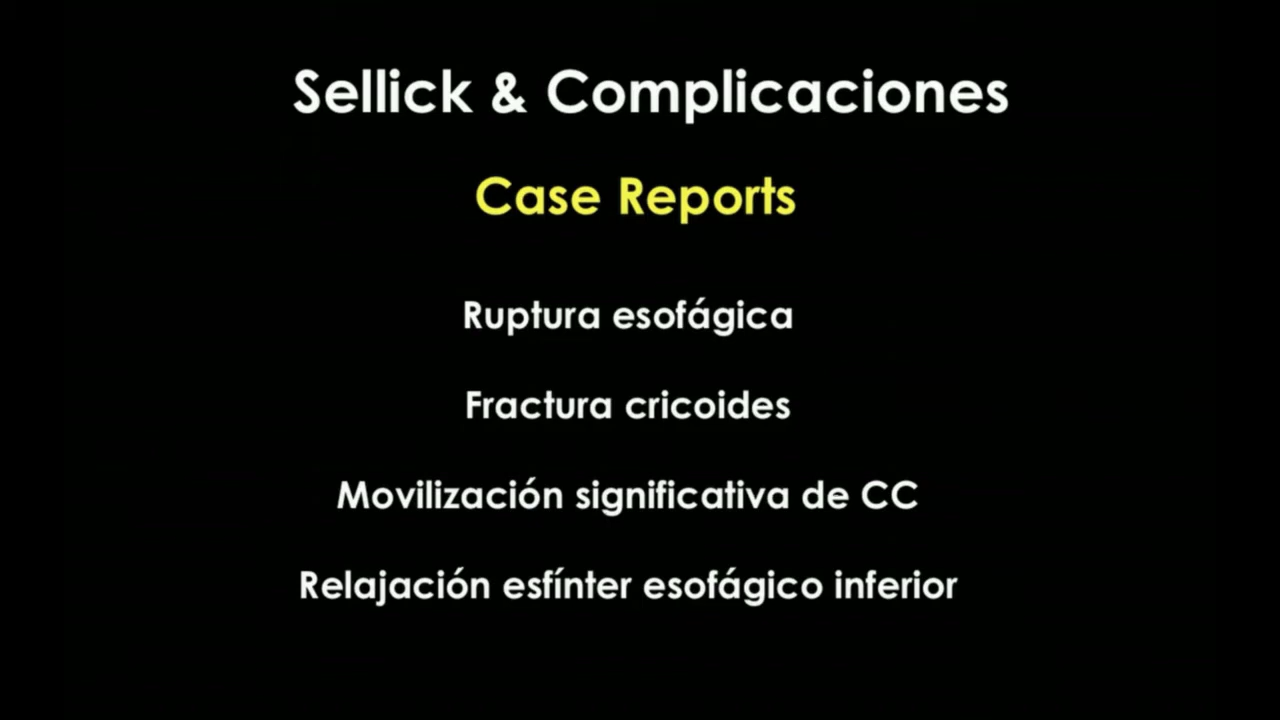 Sellick & Complicaciones
Case Reports
Ruptura esofágica
Fractura cricoides
Movilización significativa de CC
Relajación esfínter esofágico inferior